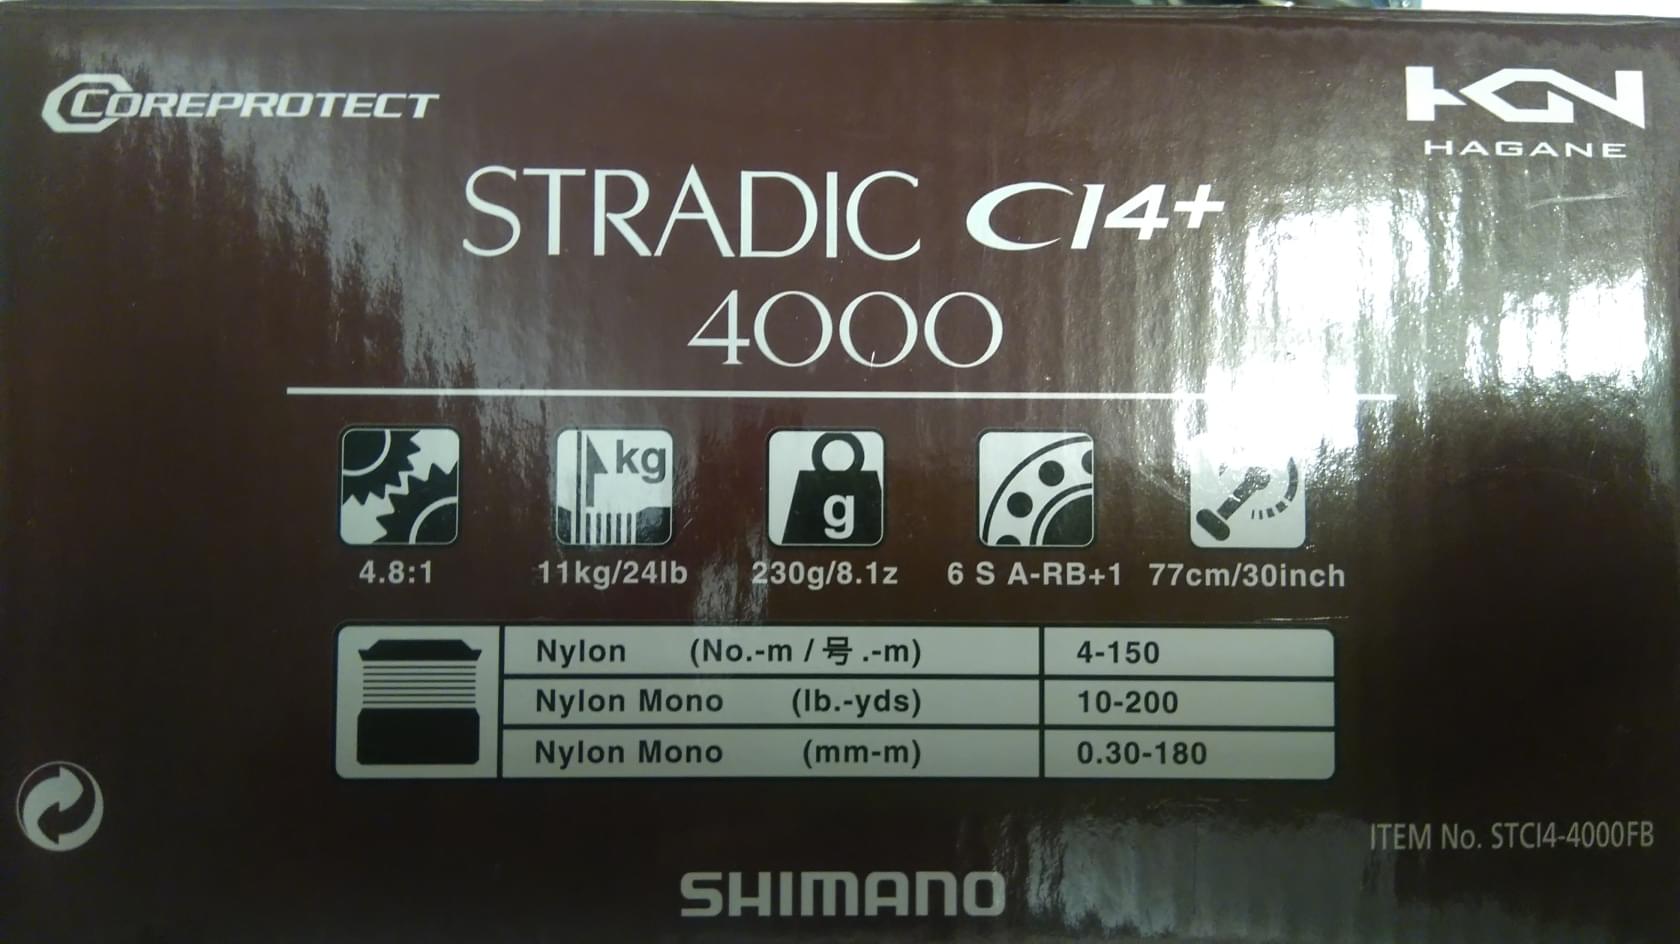 COREPROTECT
HGN
HAGANE
STRADIC CI4+
4000
kg
g
4.8:1
11kg/24lb
230g/8.1z
6 S A-RB+1
77cm/30inch
Nylon (No.-m / 号.-m) 4-150
Nylon Mono (lb.-yds) 10-200
Nylon Mono (mm-m) 0.30-180
ITEM No. STCI4-4000FB
SHIMANO